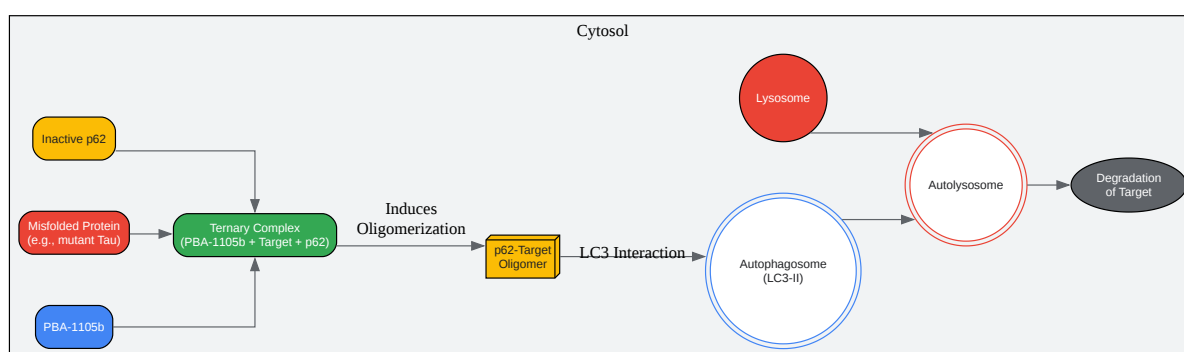 Cytosol
Lysosome
Inactive p62
Degradation
of Target
Autolysosome
Induces
Oligomerization
Misfolded Protein
(e.g., mutant Tau)
Ternary Complex
(PBA-1105b + Target + p62)
p62-Target
Oligomer
LC3 Interaction
Autophagosome
(LC3-II)
PBA-1105b